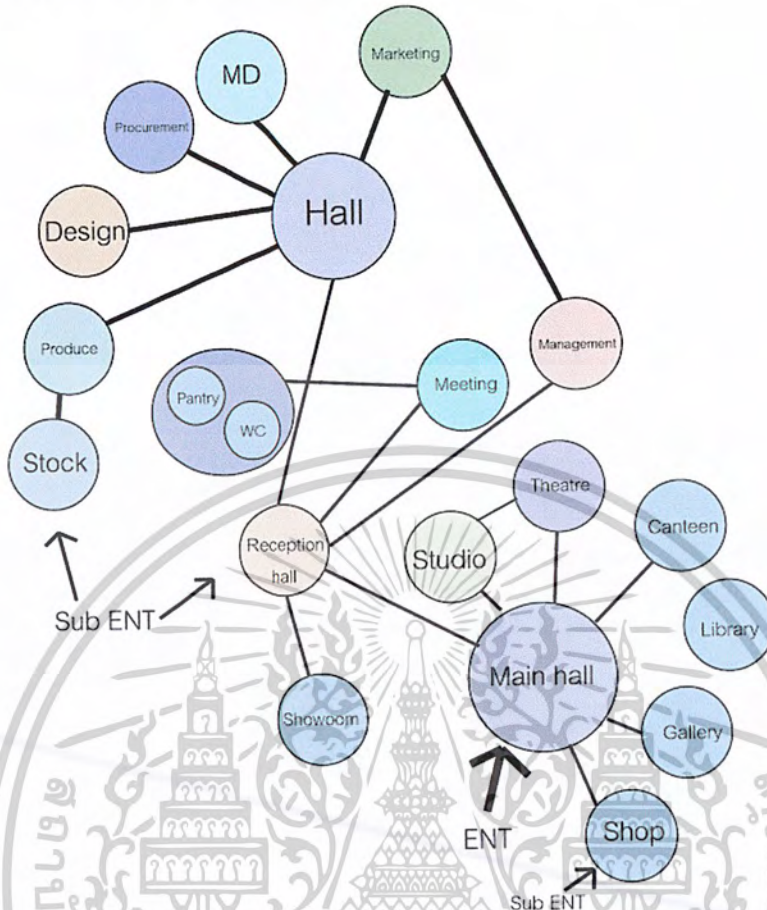 Marketing
MD
Procurement
Hall
Design
Produce
Management
Meeting
Pantry
WC
Stock
Theatre
Canteen
Reception
hall
Studio
Sub ENT
Library
Main hall
Showoom
Gallery
Shop
ENT
Sub ENT